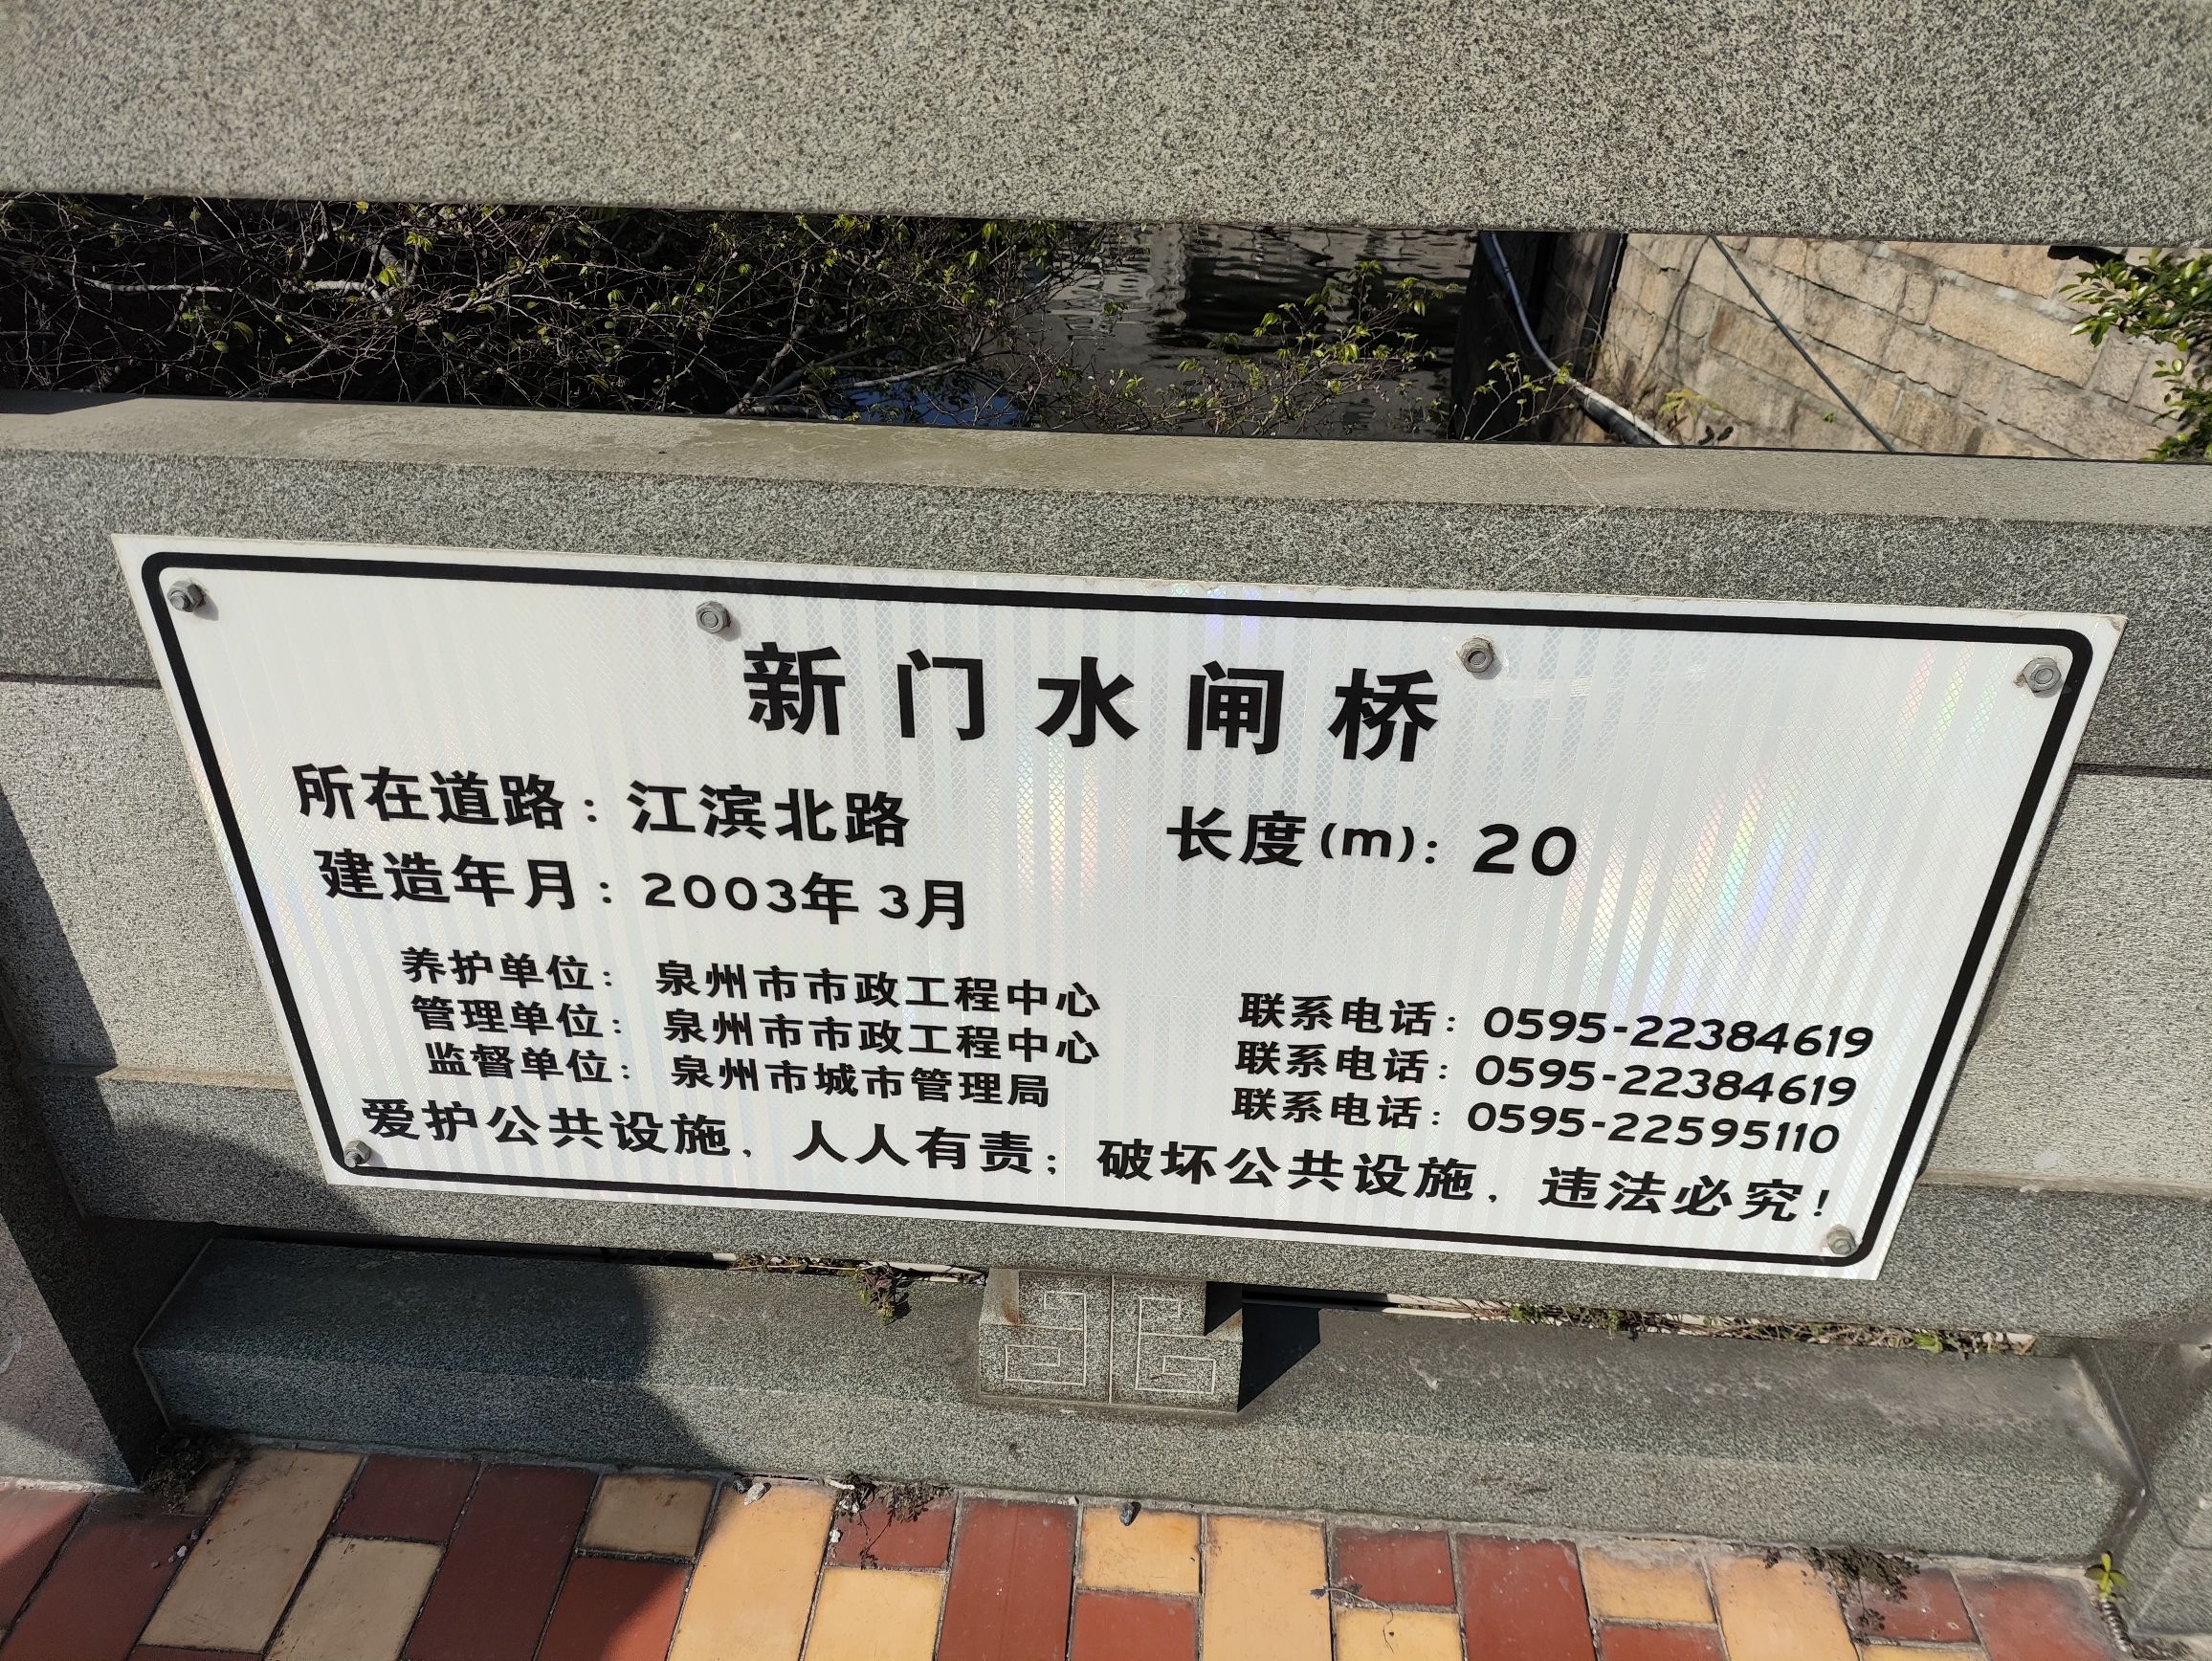 新门水闸桥
所在道路：江滨北路 长度(m)：20
建造年月：2003年 3月
养护单位：泉州市市政工程中心 联系电话：0595-22384619
管理单位：泉州市市政工程中心 联系电话：0595-22384619
监督单位：泉州市城市管理局 联系电话：0595-22595110
爱护公共设施，人人有责；破坏公共设施，违法必究！